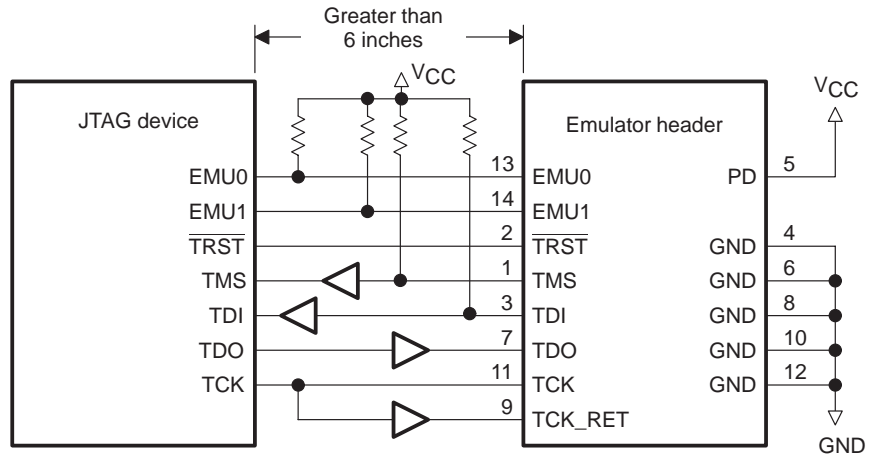 Greater than
6 inches
VCC
VCC
JTAG device
Emulator header
EMU0 13 EMU0 PD 5
EMU1 14 EMU1
TRST 2 TRST GND 4
TMS 1 TMS GND 6
TDI 3 TDI GND 8
TDO 7 TDO GND 10
TCK 11 TCK GND 12
9 TCK_RET
GND